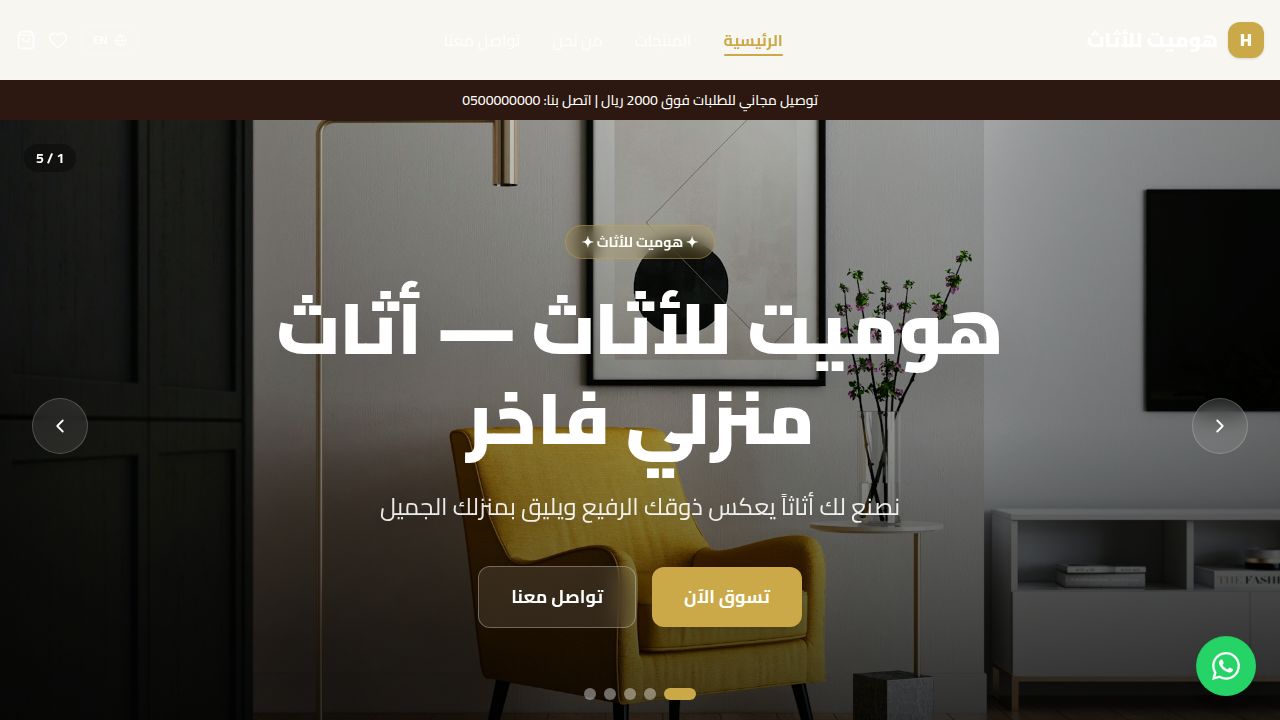 H
هوميت للأثاث
الرئيسية
المنتجات
من نحن
تواصل معنا
EN
توصيل مجاني للطلبات فوق 2000 ريال | اتصل بنا: 0500000000
5 / 1
✦ هوميت للأثاث ✦
هوميت للأثاث — أثاث
منزلي فاخر
نصنع لك أثاثاً يعكس ذوقك الرفيع ويليق بمنزلك الجميل
تسوق الآن
تواصل معنا
THE FASH